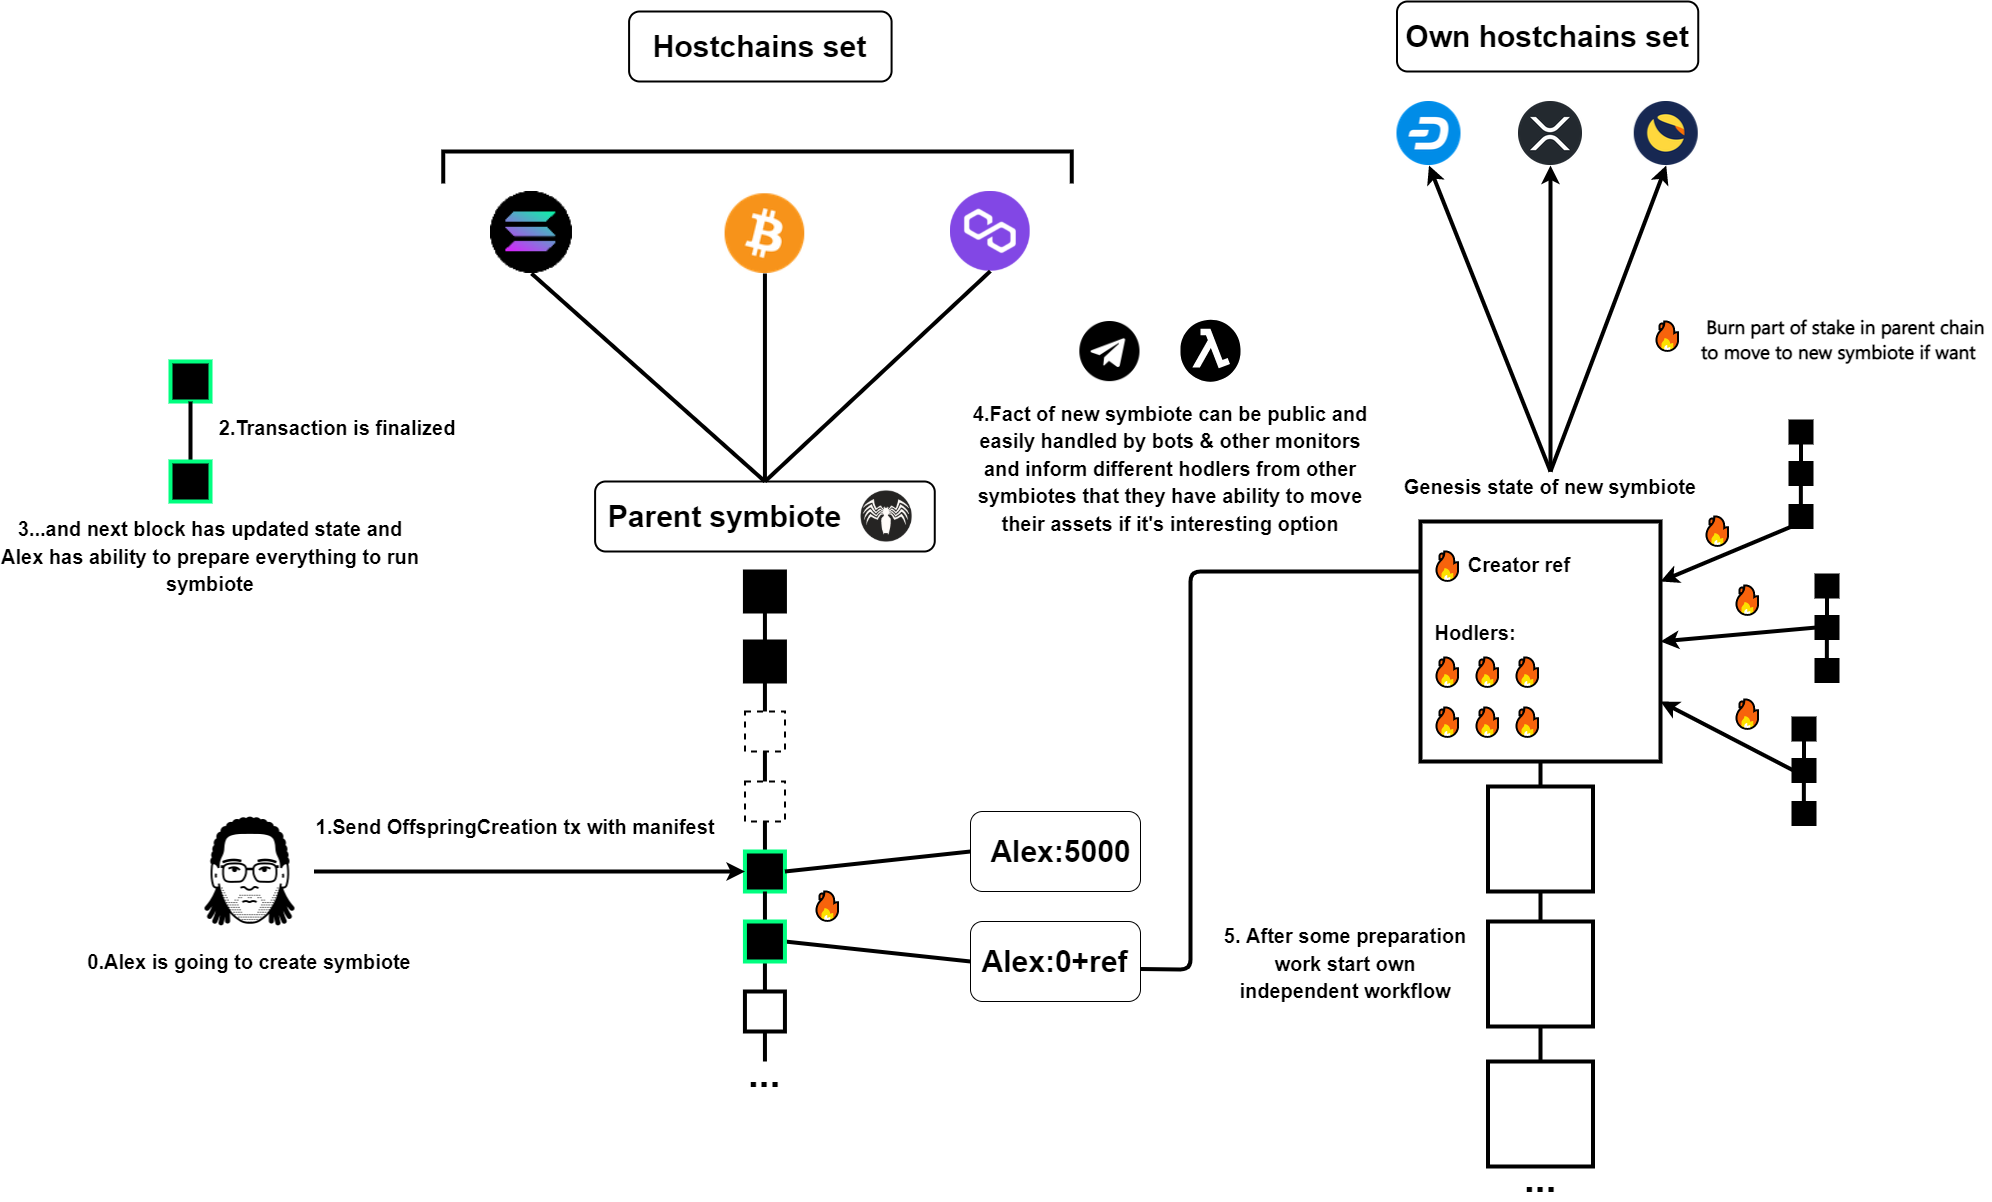 Hostchains set
Own hostchains set
Burn part of stake in parent chain
to move to new symbiote if want
2.Transaction is finalized
4.Fact of new symbiote can be public and
easily handled by bots & other monitors
and inform different hodlers from other
symbiotes that they have ability to move
their assets if it's interesting option
Genesis state of new symbiote
Parent symbiote
3...and next block has updated state and
Alex has ability to prepare everything to run
symbiote
Creator ref
Hodlers:
1.Send OffspringCreation tx with manifest
Alex:5000
0.Alex is going to create symbiote
Alex:0+ref
5. After some preparation
work start own
independent workflow
...
...